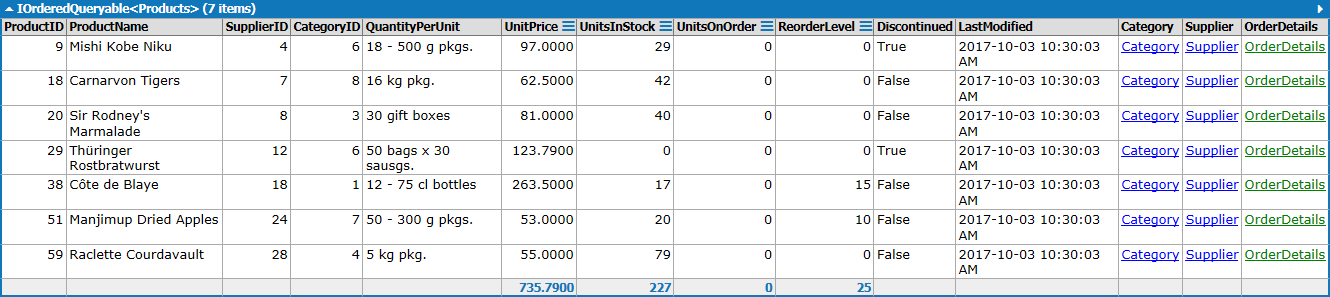 IOrderedQueryable<Products> (7 items)
ProductID ProductName SupplierID CategoryID QuantityPerUnit UnitPrice UnitsInStock UnitsOnOrder ReorderLevel Discontinued LastModified Category Supplier OrderDetails
9 Mishi Kobe Niku 4 6 18 - 500 g pkgs. 97.0000 29 0 0 True 2017-10-03 10:30:03 Category Supplier OrderDetails
AM
18 Carnarvon Tigers 7 8 16 kg pkg. 62.5000 42 0 0 False 2017-10-03 10:30:03 Category Supplier OrderDetails
AM
20 Sir Rodney's 8 3 30 gift boxes 81.0000 40 0 0 False 2017-10-03 10:30:03 Category Supplier OrderDetails
Marmalade AM
29 Thüringer 12 6 50 bags x 30 123.7900 0 0 0 True 2017-10-03 10:30:03 Category Supplier OrderDetails
Rostbratwurst sausgs. AM
38 Côte de Blaye 18 1 12 - 75 cl bottles 263.5000 17 0 15 False 2017-10-03 10:30:03 Category Supplier OrderDetails
AM
51 Manjimup Dried Apples 24 7 50 - 300 g pkgs. 53.0000 20 0 10 False 2017-10-03 10:30:03 Category Supplier OrderDetails
AM
59 Raclette Courdavault 28 4 5 kg pkg. 55.0000 79 0 0 False 2017-10-03 10:30:03 Category Supplier OrderDetails
AM
735.7900 227 0 25